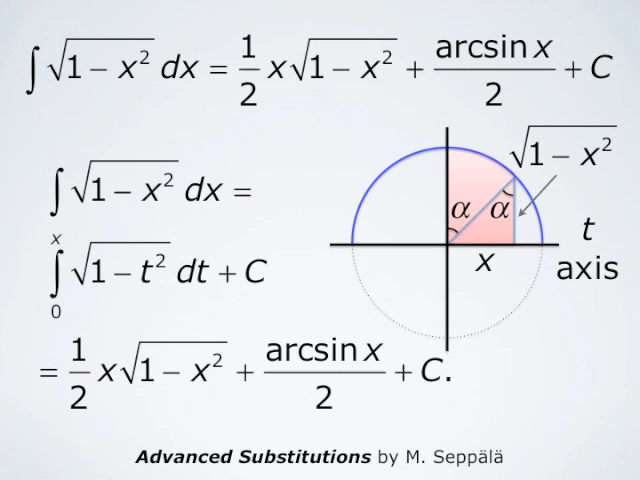 ∫ √(1 − x²) dx = 1/2 x√(1 − x²) + arcsin x/2 + C
∫ √(1 − x²) dx =
∫₀ˣ √(1 − t²) dt + C
= 1/2 x√(1 − x²) + arcsin x/2 + C.
√(1 − x²)
α α
x
t
axis
Advanced Substitutions by M. Seppälä